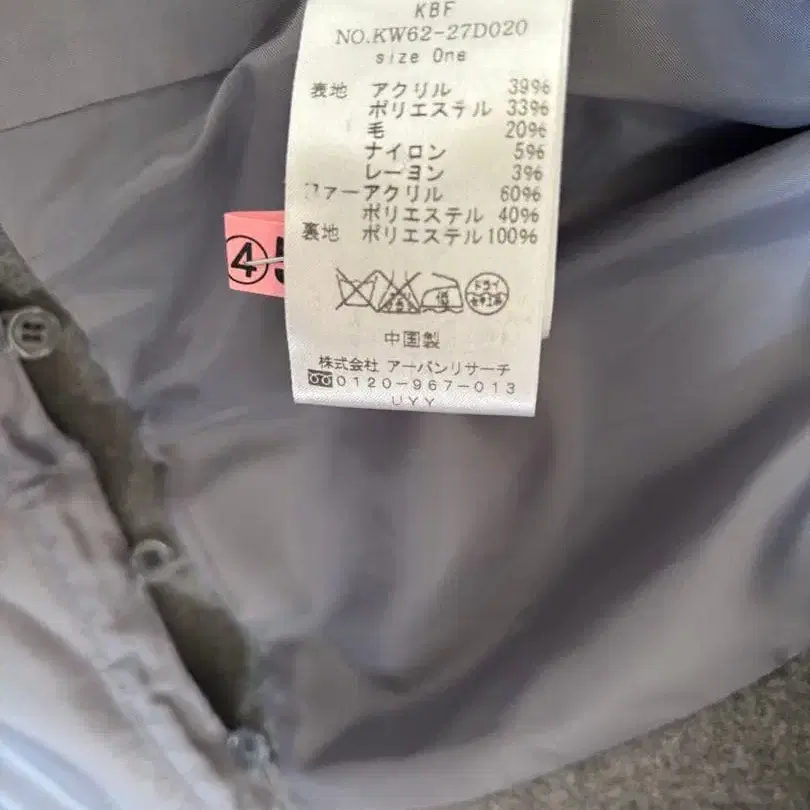 KBF
NO.KW62-27D020
size One
表地 アクリル 39%
ポリエステル 33%
毛 20%
ナイロン 5%
レーヨン 3%
ファーアクリル 60%
ポリエステル 40%
裏地 ポリエステル 100%
低
ドライ
中国製
株式会社 アーバンリサーチ
0120-967-013
UYY
④5